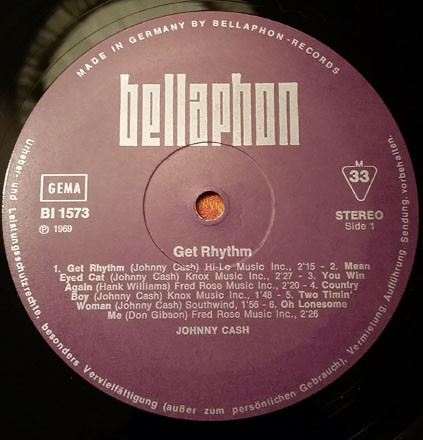 MADE IN GERMANY BY BELLAPHON-RECORDS
bellaphon
GEMA
BI 1573
℗ 1969
M
33
STEREO
Side 1
Get Rhythm
1. Get Rhythm (Johnny Cash) Hi-Lo Music Inc., 2'15 - 2. Mean
Eyed Cat (Johnny Cash) Knox Music Inc., 2'27 - 3. You Win
Again (Hank Williams) Fred Rose Music Inc., - 4. Country
Boy (Johnny Cash) Knox Music Inc., 1'48 - 5. Two Timin'
Woman (Johnny Cash) Southwind, 1'56 - 6. Oh Lonesome
Me (Don Gibson) Fred Rose Music Inc., 2'26
JOHNNY CASH
Urheber- und Leistungsschutzrechte, besonders Vervielfältigung (außer zum persönlichen Gebrauch), Vermietung, Aufführung, Sendung, vorbehalten.